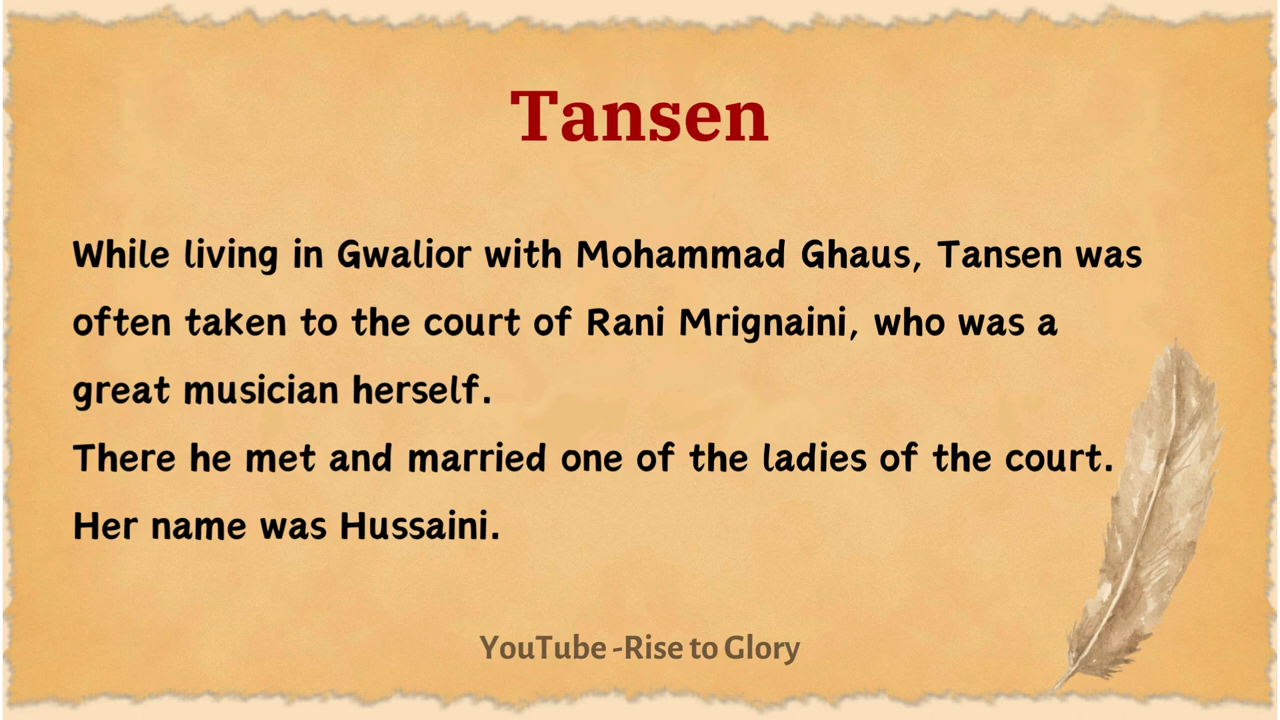 Tansen
While living in Gwalior with Mohammad Ghaus, Tansen was
often taken to the court of Rani Mrignaini, who was a
great musician herself.
There he met and married one of the ladies of the court.
Her name was Hussaini.
YouTube -Rise to Glory